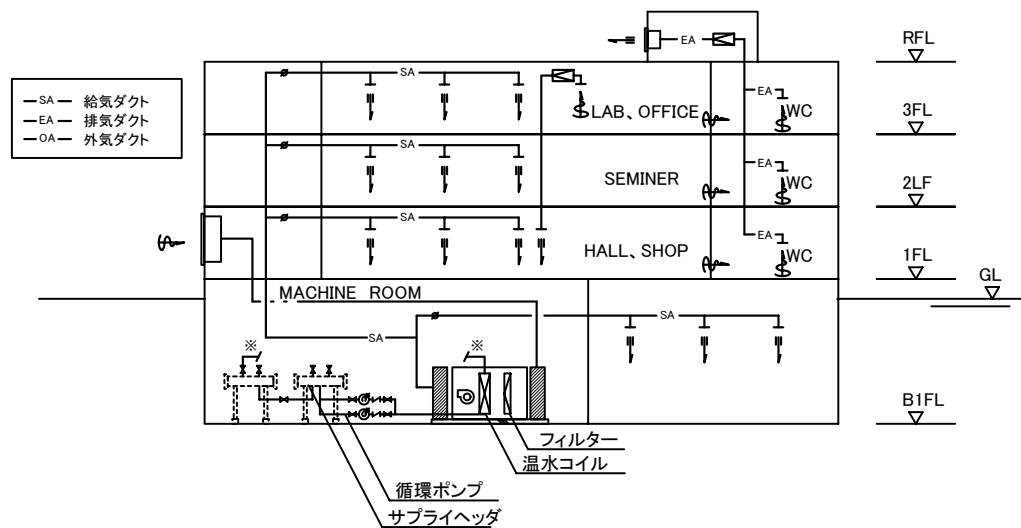 EA
RFL
SA
EA
SA 給気ダクト
EA 排気ダクト
OA 外気ダクト
LAB、OFFICE
WC
3FL
SA
EA
SEMINER
WC
2LF
SA
EA
HALL、SHOP
WC
1FL
GL
MACHINE ROOM
SA
SA
※
※
B1FL
フィルター
温水コイル
循環ポンプ
サプライヘッダ